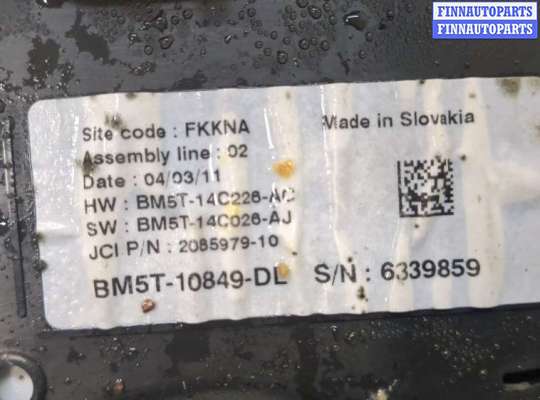 FINNAUTOPARTS
FINNAUTOPARTS
Site code : FKKNA
Made in Slovakia
Assembly line : 02
Date : 04/03/11
HW : BM5T-14C226-AC
SW : BM5T-14C026-AJ
JCI P/N : 2085979-10
BM5T-10849-DL
S/N : 6339859